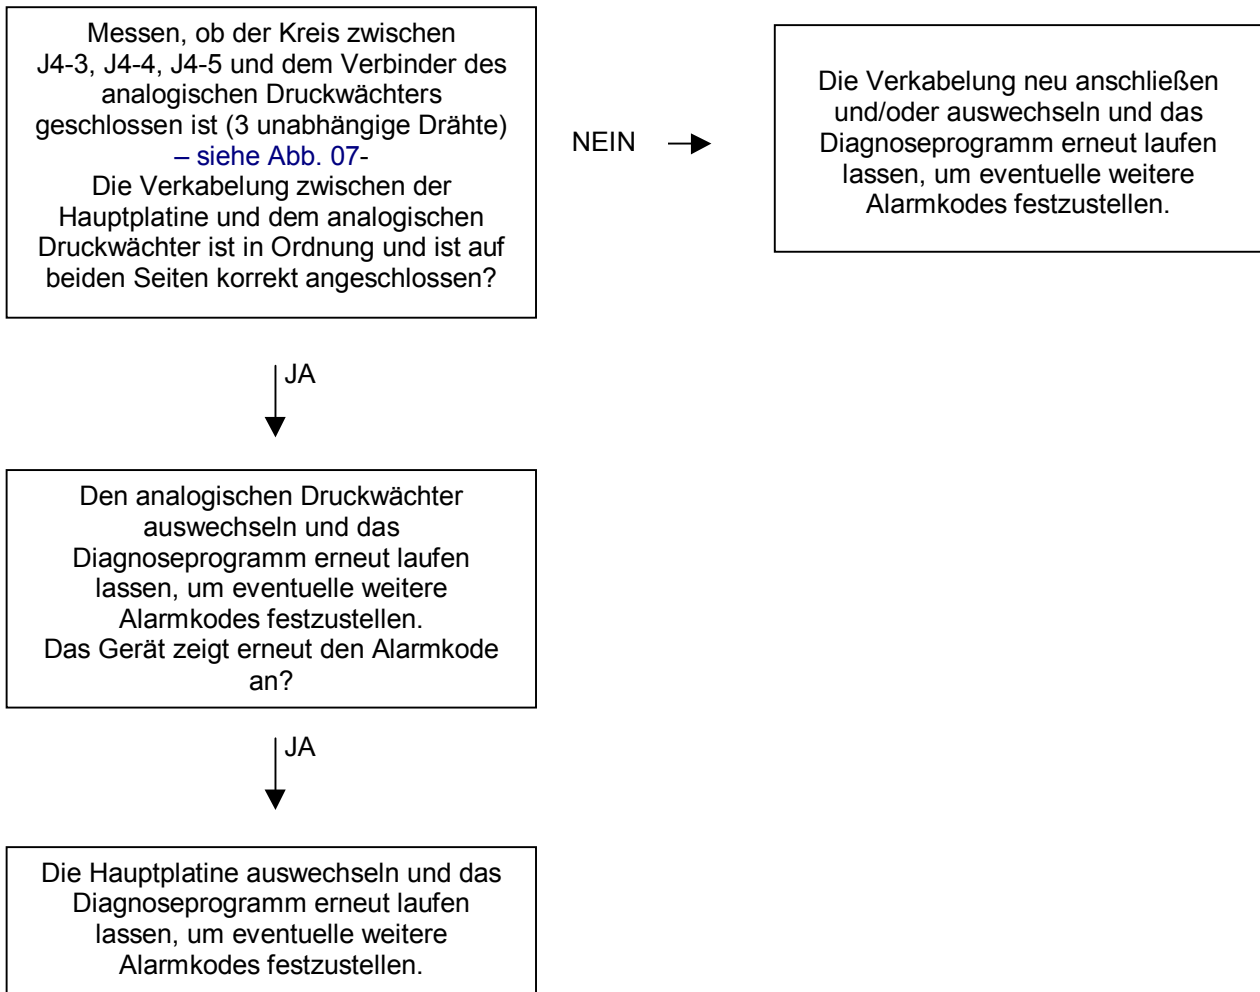 Messen, ob der Kreis zwischen
J4-3, J4-4, J4-5 und dem Verbinder des
analogischen Druckwächters
geschlossen ist (3 unabhängige Drähte)
– siehe Abb. 07-
Die Verkabelung zwischen der
Hauptplatine und dem analogischen
Druckwächter ist in Ordnung und ist auf
beiden Seiten korrekt angeschlossen?
NEIN
Die Verkabelung neu anschließen
und/oder auswechseln und das
Diagnoseprogramm erneut laufen
lassen, um eventuelle weitere
Alarmkodes festzustellen.
JA
Den analogischen Druckwächter
auswechseln und das
Diagnoseprogramm erneut laufen
lassen, um eventuelle weitere
Alarmkodes festzustellen.
Das Gerät zeigt erneut den Alarmkode
an?
JA
Die Hauptplatine auswechseln und das
Diagnoseprogramm erneut laufen
lassen, um eventuelle weitere
Alarmkodes festzustellen.